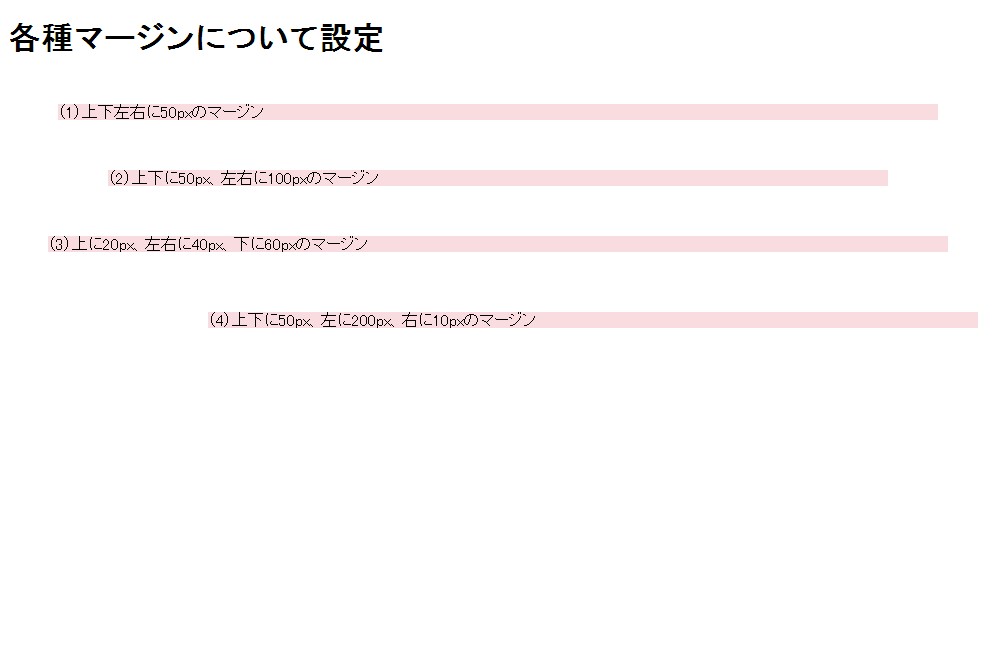 各種マージンについて設定
(1)上下左右に50pxのマージン
(2)上下に50px、左右に100pxのマージン
(3)上に20px、左右に40px、下に60pxのマージン
(4)上下に50px、左に200px、右に10pxのマージン